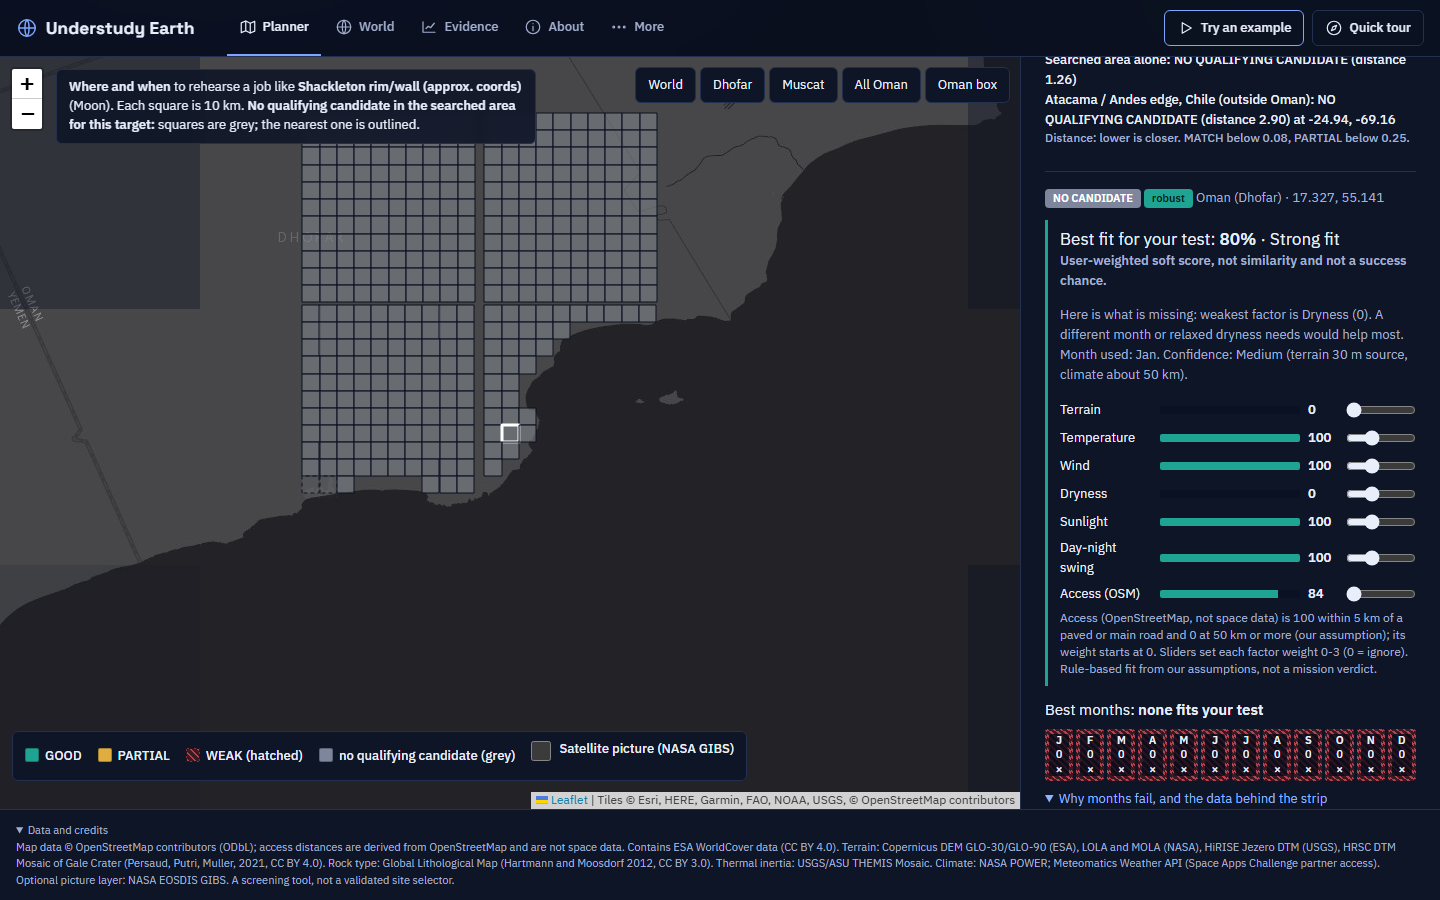 Understudy Earth
Planner
World
Evidence
About
More
Try an example
Quick tour
+
−
Where and when to rehearse a job like Shackleton rim/wall (approx. coords)
(Moon). Each square is 10 km. No qualifying candidate in the searched area
for this target: squares are grey; the nearest one is outlined.
World
Dhofar
Muscat
All Oman
Oman box
DHOFAR
OMAN
YEMEN
GOOD
PARTIAL
WEAK (hatched)
no qualifying candidate (grey)
Satellite picture (NASA GIBS)
Leaflet | Tiles © Esri, HERE, Garmin, FAO, NOAA, USGS, © OpenStreetMap contributors
Searched area alone: NO QUALIFYING CANDIDATE (distance
1.26)
Atacama / Andes edge, Chile (outside Oman): NO
QUALIFYING CANDIDATE (distance 2.90) at -24.94, -69.16
Distance: lower is closer. MATCH below 0.08, PARTIAL below 0.25.
NO CANDIDATE robust Oman (Dhofar) · 17.327, 55.141
Best fit for your test: 80% · Strong fit
User-weighted soft score, not similarity and not a success
chance.
Here is what is missing: weakest factor is Dryness (0). A
different month or relaxed dryness needs would help most.
Month used: Jan. Confidence: Medium (terrain 30 m source,
climate about 50 km).
Terrain 0
Temperature 100
Wind 100
Dryness 0
Sunlight 100
Day-night
swing 100
Access (OSM) 84
Access (OpenStreetMap, not space data) is 100 within 5 km of a
paved or main road and 0 at 50 km or more (our assumption); its
weight starts at 0. Sliders set each factor weight 0-3 (0 = ignore).
Rule-based fit from our assumptions, not a mission verdict.
Best months: none fits your test
J F M A M J J A S O N D
0 0 0 0 0 0 0 0 0 0 0 0
× × × × × × × × × × × ×
▼ Why months fail, and the data behind the strip
▼ Data and credits
Map data © OpenStreetMap contributors (ODbL); access distances are derived from OpenStreetMap and are not space data. Contains ESA WorldCover data (CC BY 4.0). Terrain: Copernicus DEM GLO-30/GLO-90 (ESA), LOLA and MOLA (NASA), HiRISE Jezero DTM (USGS), HRSC DTM
Mosaic of Gale Crater (Persaud, Putri, Muller, 2021, CC BY 4.0). Rock type: Global Lithological Map (Hartmann and Moosdorf 2012, CC BY 3.0). Thermal inertia: USGS/ASU THEMIS Mosaic. Climate: NASA POWER; Meteomatics Weather API (Space Apps Challenge partner access).
Optional picture layer: NASA EOSDIS GIBS. A screening tool, not a validated site selector.